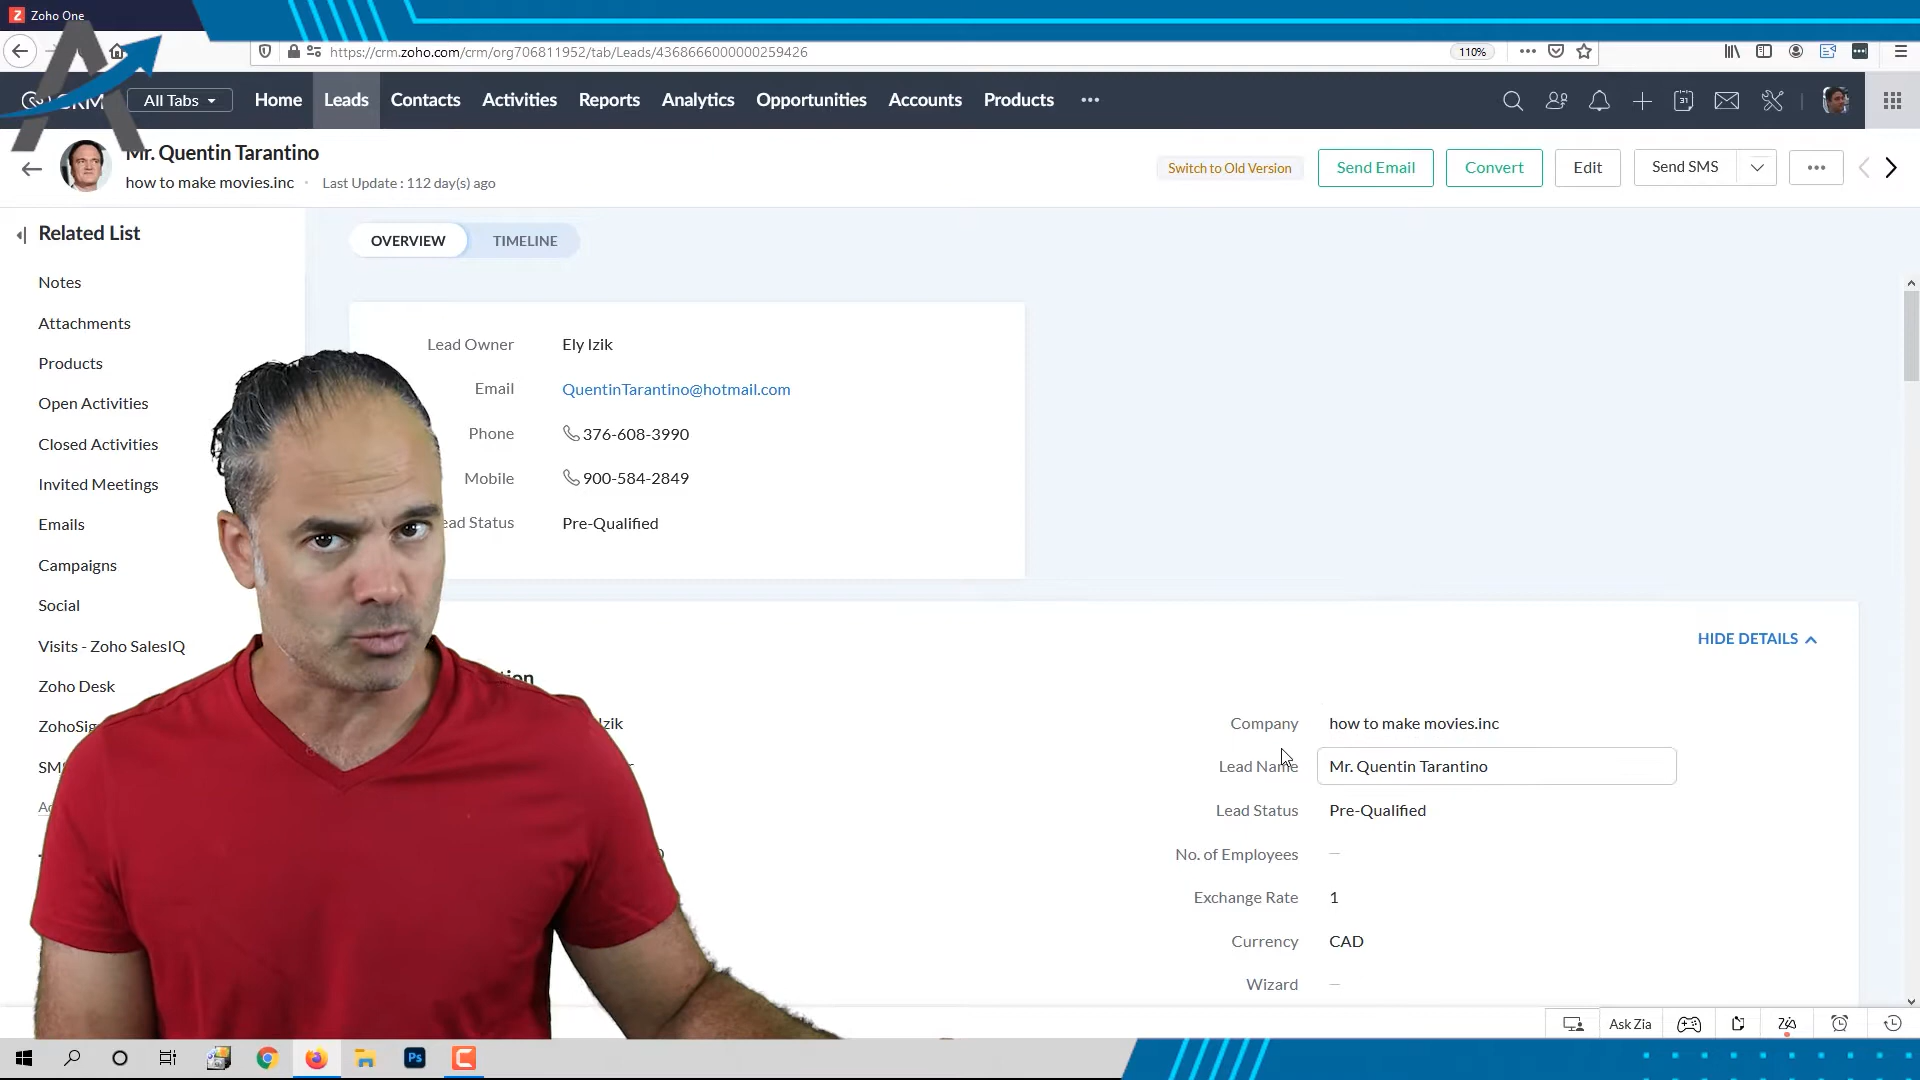 Zoho One
https://crm.zoho.com/crm/org706811952/tab/Leads/4368666000000259426
110%
CRM
All Tabs
Home
Leads
Contacts
Activities
Reports
Analytics
Opportunities
Accounts
Products
Mr. Quentin Tarantino
how to make movies.inc
Last Update : 112 day(s) ago
Switch to Old Version
Send Email
Convert
Edit
Send SMS
Related List
Notes
Attachments
Products
Open Activities
Closed Activities
Invited Meetings
Emails
Campaigns
Social
Visits - Zoho SalesIQ
Zoho Desk
OVERVIEW
TIMELINE
Lead Owner Ely Izik
Email QuentinTarantino@hotmail.com
Phone 376-608-3990
Mobile 900-584-2849
Status Pre-Qualified
HIDE DETAILS
Company how to make movies.inc
Lead Name Mr. Quentin Tarantino
Lead Status Pre-Qualified
No. of Employees —
Exchange Rate 1
Currency CAD
Wizard —
Ask Zia
Ps